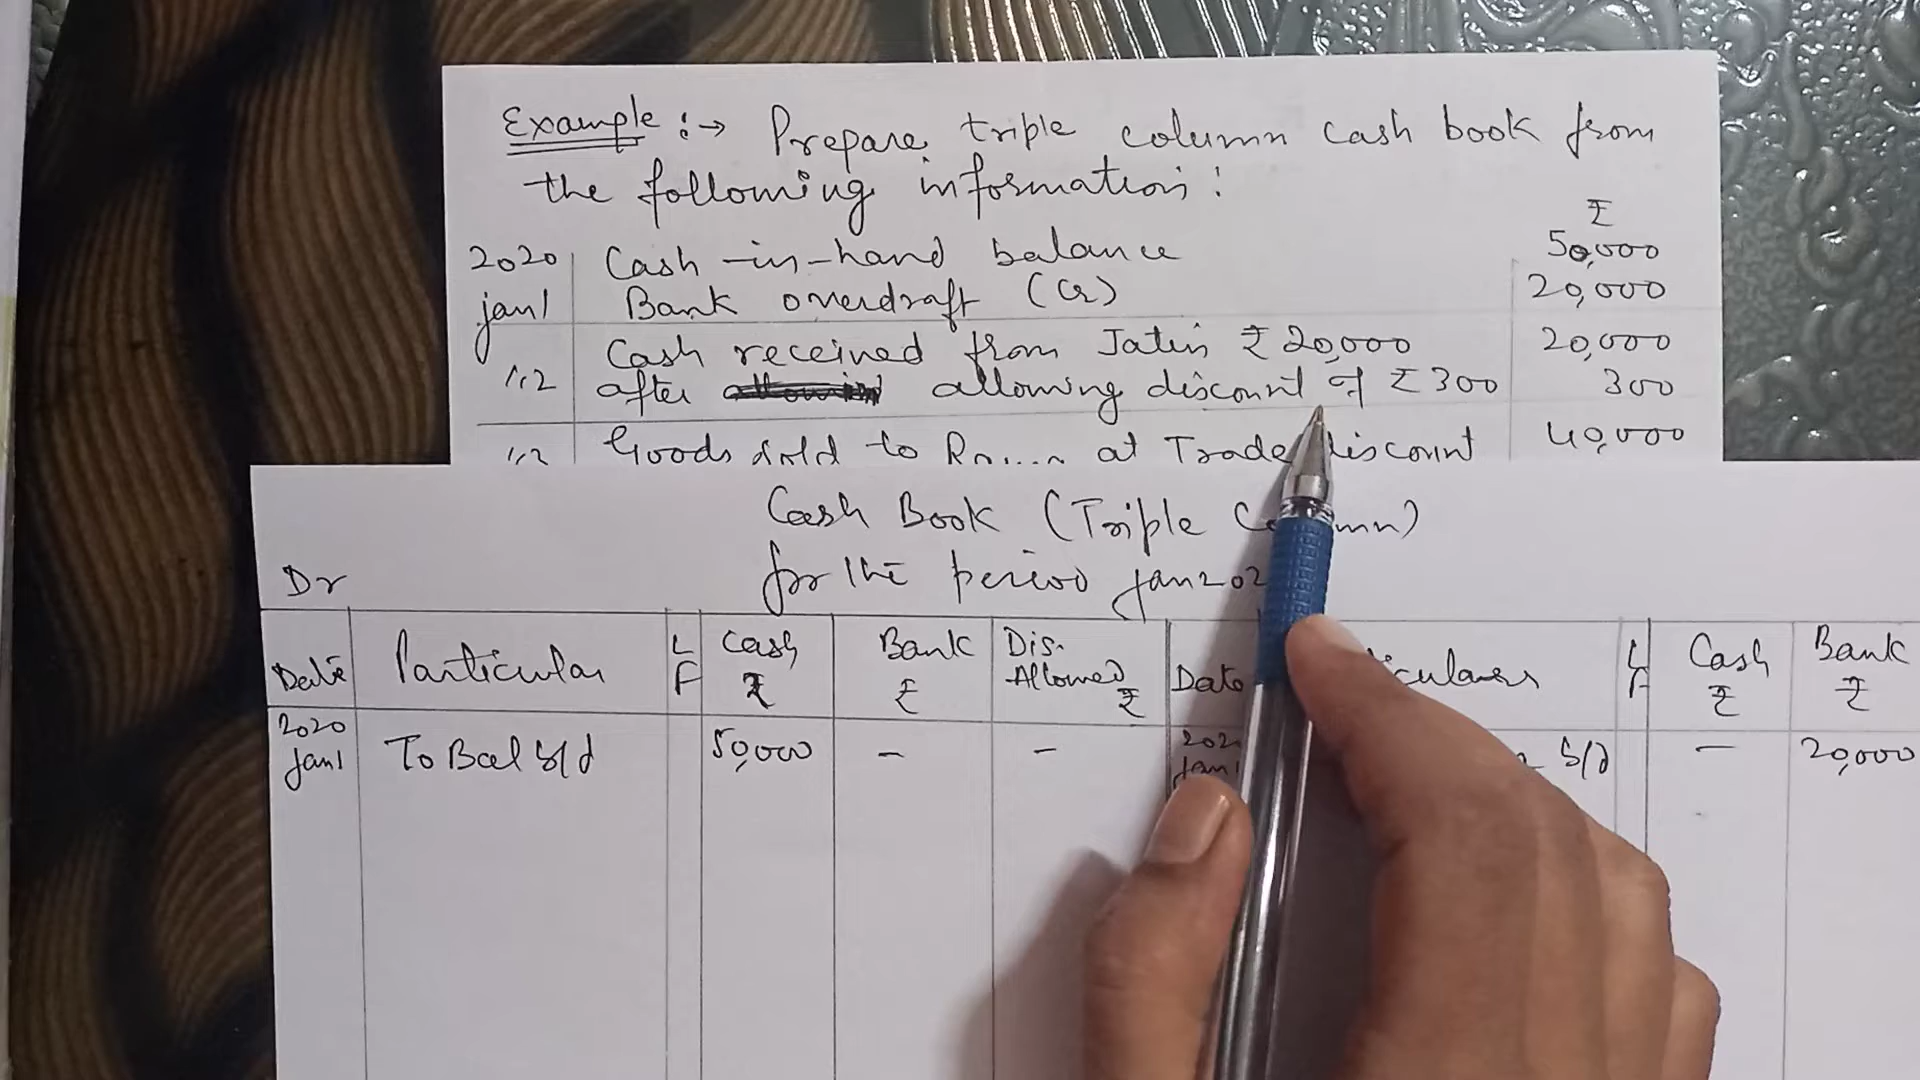 Example :→ Prepare triple column cash book from
the following information :
₹
2020 Cash-in-hand balance 50,000
Jan 1 Bank overdraft (Cr) 20,000
Cash received from Jatin ₹ 20,000 20,000
1,2 after allowing discount of ₹ 300 300
1,2 Goods sold to at Trade discount 40,000
Cash Book (Triple
Dr for the period Jan
Date Particular LF Cash ₹ Bank ₹ Dis. Allowed ₹ Date LF Cash ₹ Bank ₹
2020 Jan 1 To Bal b/d 50,000 – – Jan 1 b/d – 20,000